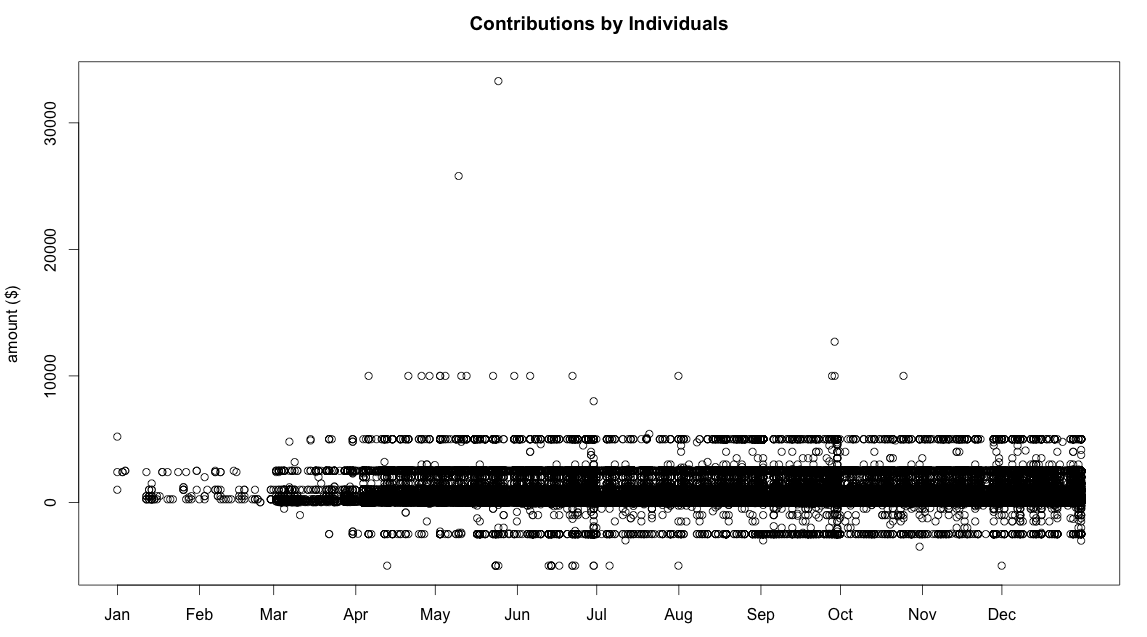 Contributions by Individuals
amount ($)
30000
20000
10000
0
Jan Feb Mar Apr May Jun Jul Aug Sep Oct Nov Dec